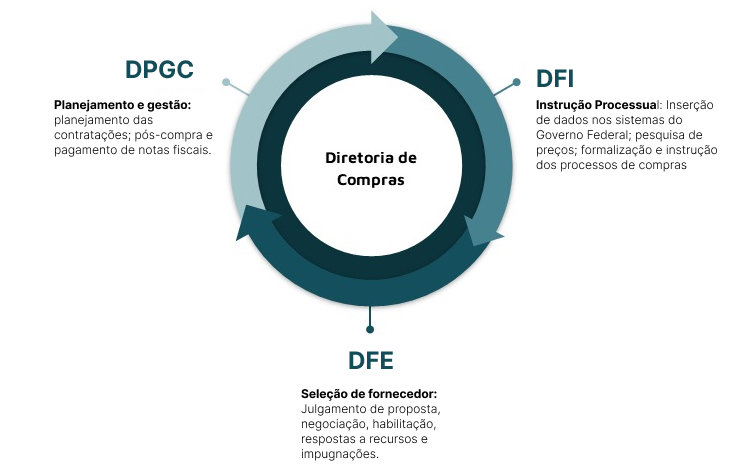 DPGC
Planejamento e gestão:
planejamento das
contratações; pós-compra e
pagamento de notas fiscais.
DFI
Instrução Processual: Inserção
de dados nos sistemas do
Governo Federal; pesquisa de
preços; formalização e instrução
dos processos de compras
Diretoria de
Compras
DFE
Seleção de fornecedor:
Julgamento de proposta,
negociação, habilitação,
respostas a recursos e
impugnações.